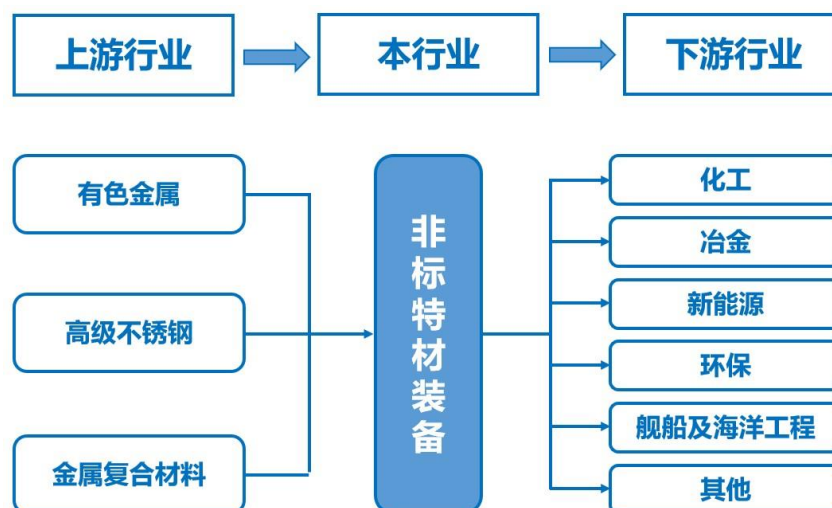 上游行业
本行业
下游行业
有色金属
高级不锈钢
金属复合材料
非标特材装备
化工
冶金
新能源
环保
舰船及海洋工程
其他